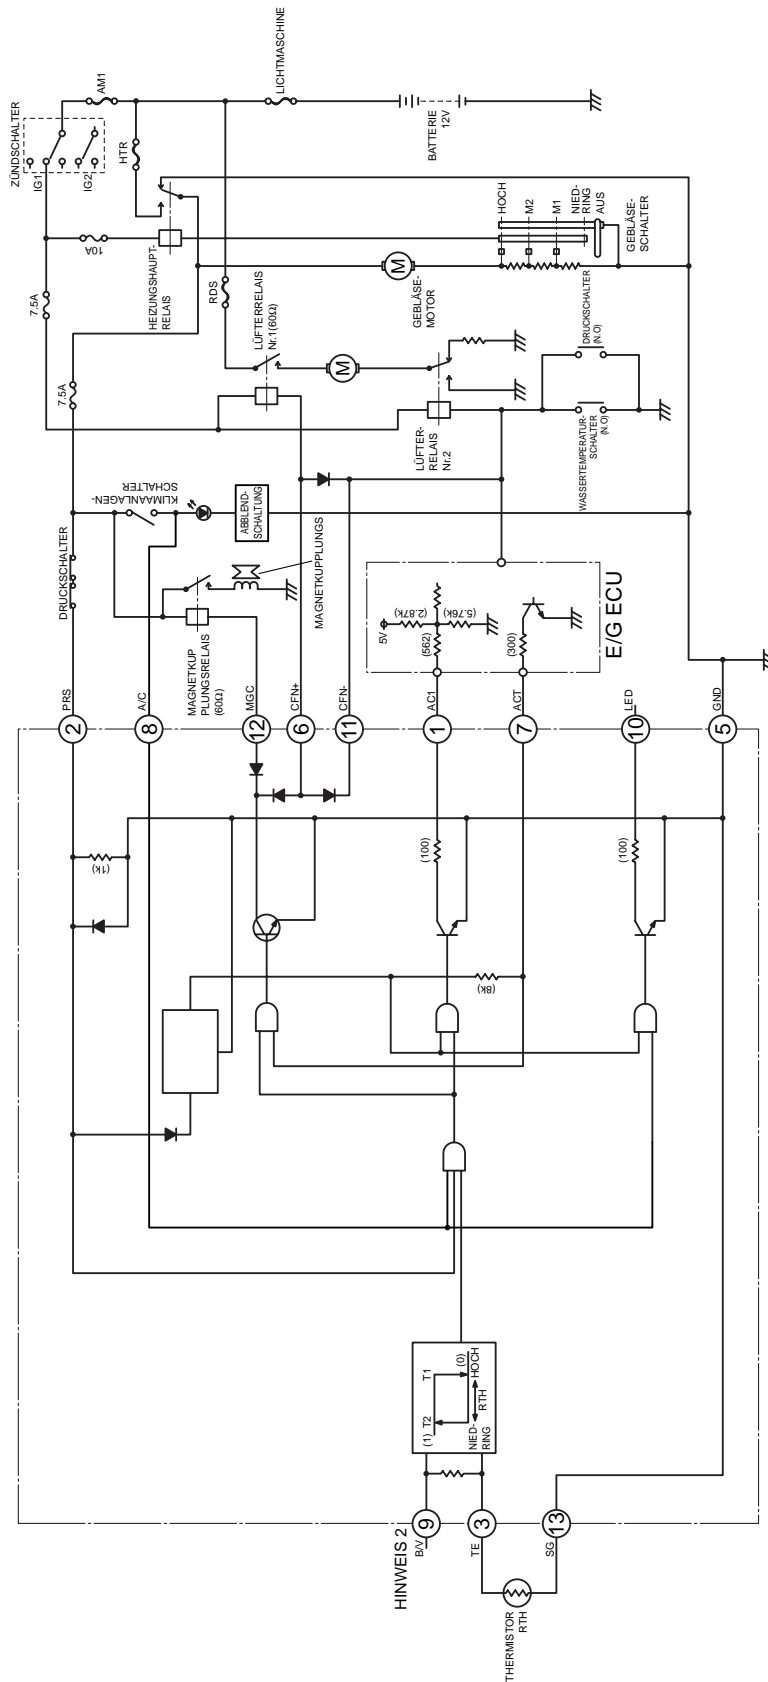 ZÜNDSCHALTER
IG1
IG2
AM1
HTR
LICHTMASCHINE
BATTERIE
12V
10A
7.5A
HEIZUNGSHAUPT-
RELAIS
HOCH
M2
M1
NIED-
RING
AUS
GEBLÄSE-
SCHALTER
M
GEBLÄSE-
MOTOR
RDS
7.5A
LÜFTERRELAIS
Nr.1(60Ω)
M
LÜFTER-
RELAIS
Nr.2
DRUCKSCHALTER
(N.O)
WASSERTEMPERATUR-
SCHALTER
(N.O)
DRUCKSCHALTER
KLIMAANLAGEN-
SCHALTER
ABBLEND-
SCHALTUNG
MAGNETKUPPLUNGS
MAGNETKUP
PLUNGSRELAIS
(60Ω)
5V
(2.87k)
(5.76k)
(562)
(300)
E/G ECU
PRS
2
A/C
8
MGC
12
CFN+
6
CFN-
11
AC1
1
ACT
7
LED
10
GND
5
(1k)
(100)
(100)
(8k)
(1)
T2
T1
(0)
NIED-
RING
RTH
HOCH
HINWEIS 2
B/V
9
TE
3
SG
13
THERMISTOR
RTH